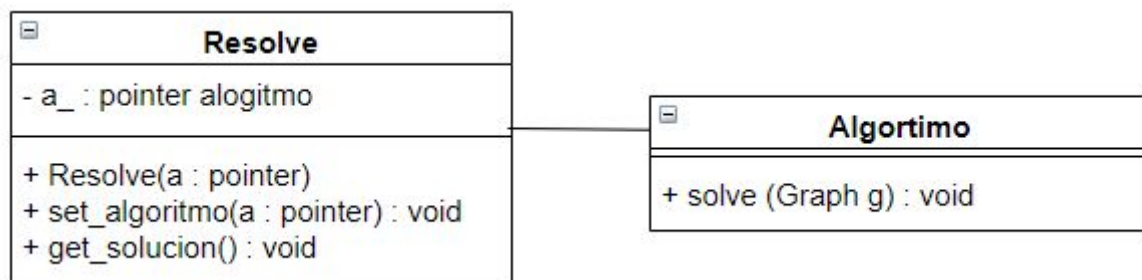 Resolve
- a_ : pointer alogitmo
+ Resolve(a : pointer)
+ set_algoritmo(a : pointer) : void
+ get_solucion() : void
Algortimo
+ solve (Graph g) : void